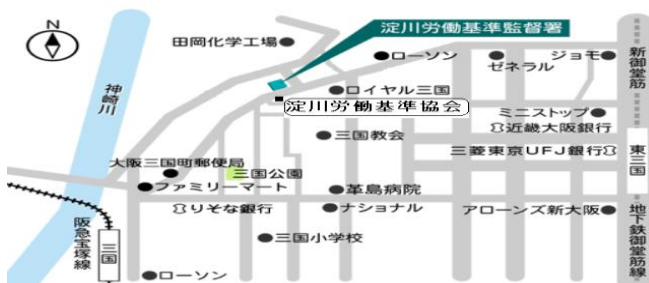 N
淀川労働基準監督署
田岡化学工場
ローソン
ジョモ
ゼネラル
新御堂筋
神崎川
ロイヤル三国
淀川労働基準協会
ミニストップ
近畿大阪銀行
三国教会
三菱東京UFJ銀行
東三国
大阪三国町郵便局
三国公園
ファミリーマート
革島病院
りそな銀行
ナショナル
アローンズ新大阪
地下鉄御堂筋線
阪急宝塚線
三国
三国小学校
ローソン